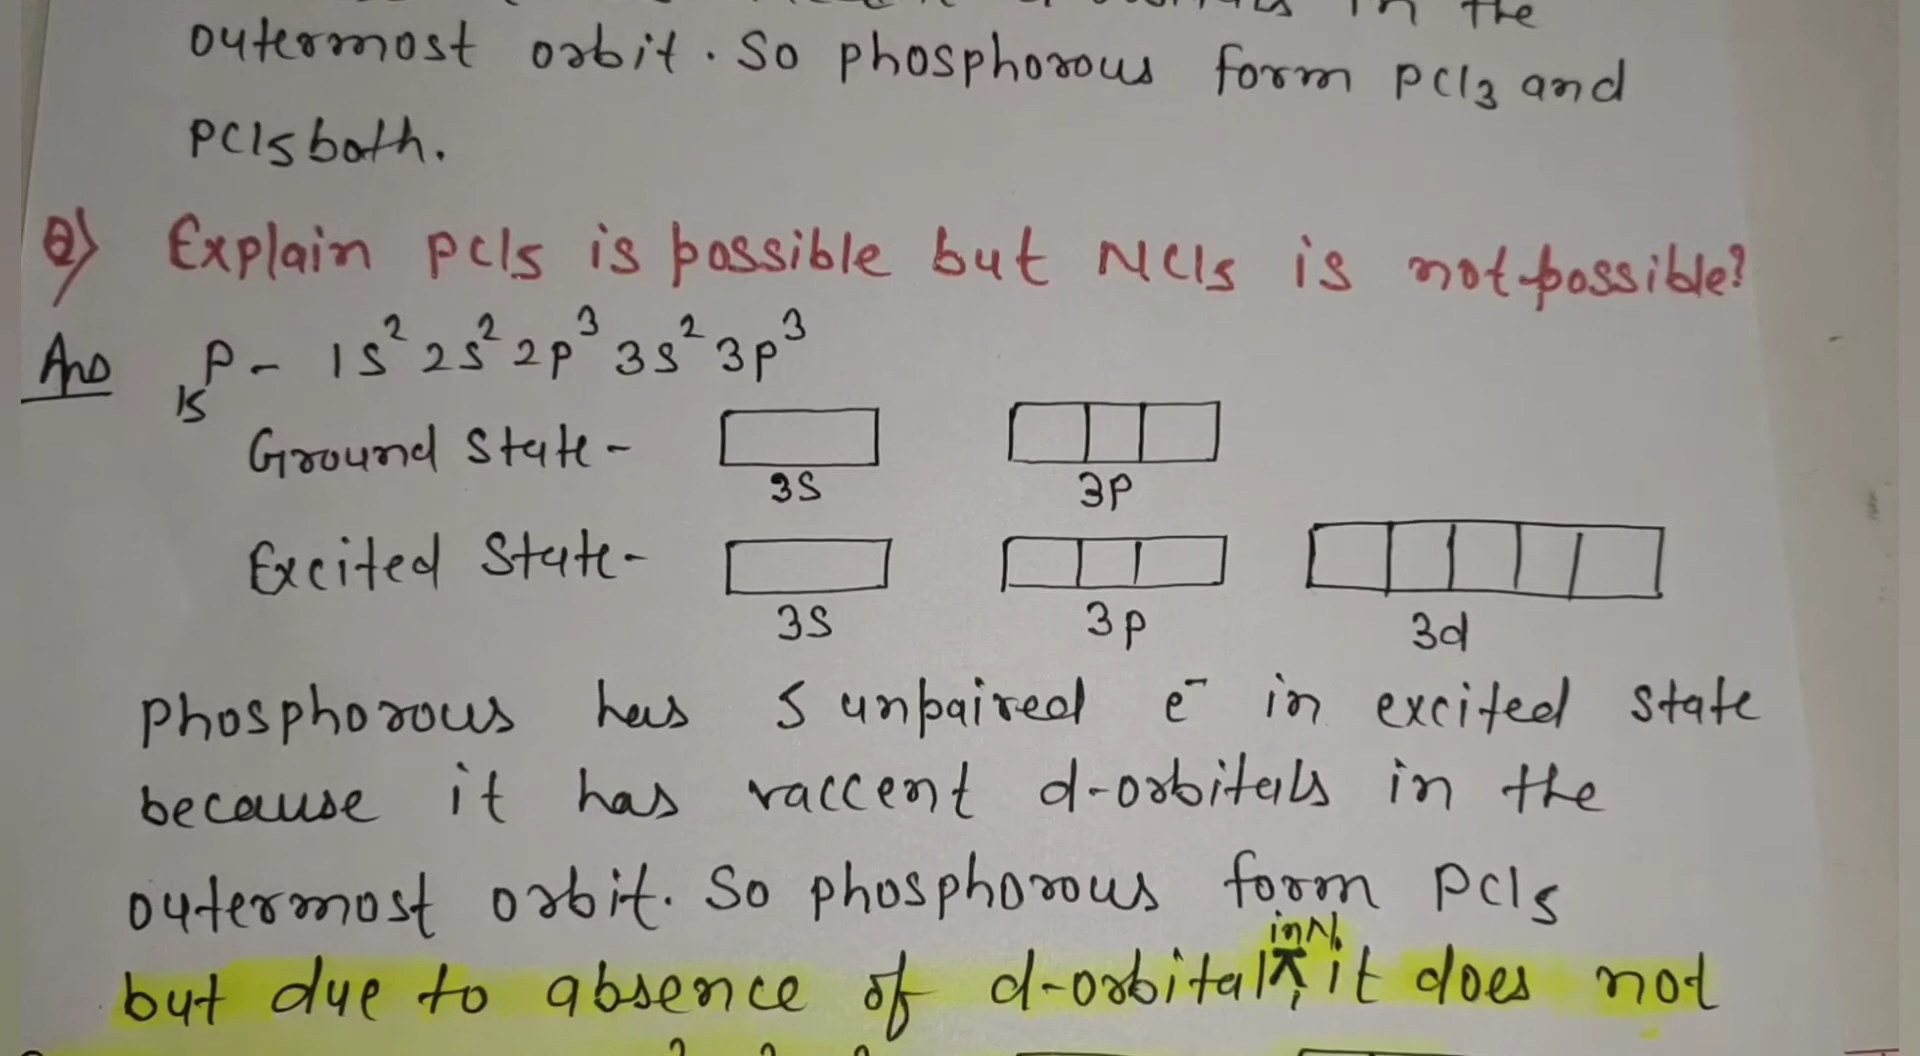 in the
outermost orbit. So phosphorous form PCl3 and
PCl5 both.
Q) Explain PCl5 is possible but NCl5 is not possible?
Ans 15P - 1s² 2s² 2p³ 3s² 3p³
Ground State - 3s 3p
Excited State - 3s 3p 3d
phosphorous has 5 unpaired e⁻ in excited state
because it has vaccent d-orbitals in the
outermost orbit. So phosphorous form PCl5
but due to absence of d-orbital in N, it does not